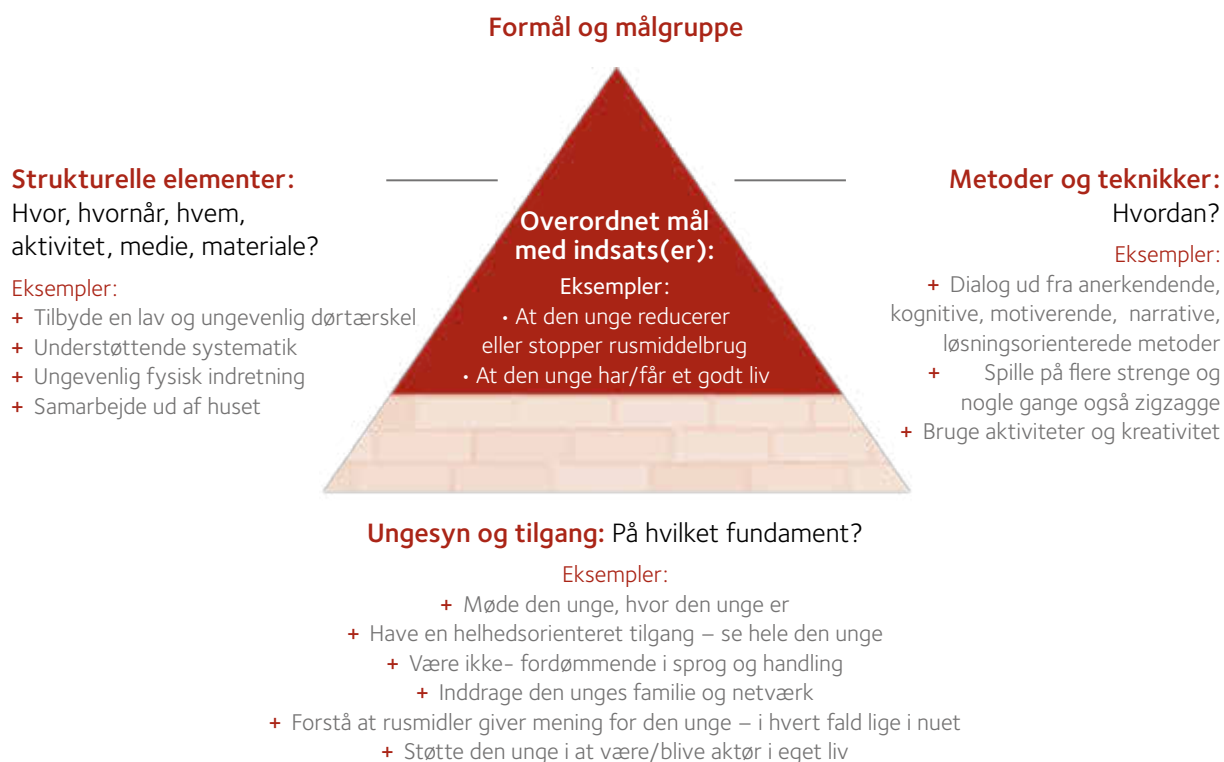 Formål og målgruppe
Strukturelle elementer:
Hvor, hvornår, hvem,
aktivitet, medie, materiale?
Eksempler:
+ Tilbyde en lav og ungevenlig dørtærskel
+ Understøttende systematik
+ Ungevenlig fysisk indretning
+ Samarbejde ud af huset
Overordnet mål
med indsats(er):
Eksempler:
• At den unge reducerer
eller stopper rusmiddelbrug
• At den unge har/får et godt liv
Metoder og teknikker:
Hvordan?
Eksempler:
+ Dialog ud fra anerkendende,
kognitive, motiverende, narrative,
løsningsorienterede metoder
+ Spille på flere strenge og
nogle gange også zigzagge
+ Bruge aktiviteter og kreativitet
Ungesyn og tilgang: På hvilket fundament?
Eksempler:
+ Møde den unge, hvor den unge er
+ Have en helhedsorienteret tilgang – se hele den unge
+ Være ikke- fordømmende i sprog og handling
+ Inddrage den unges familie og netværk
+ Forstå at rusmidler giver mening for den unge – i hvert fald lige i nuet
+ Støtte den unge i at være/blive aktør i eget liv